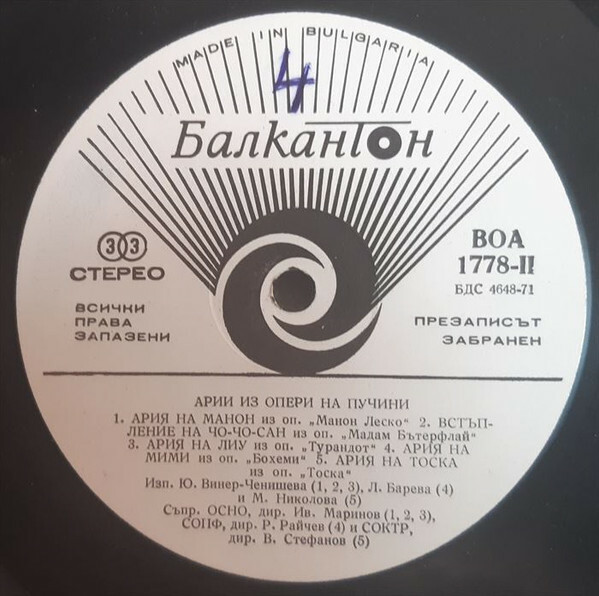 MADE IN BULGARIA
4
Балкантон
33
СТЕРЕО
ВОА
1778-II
БДС 4648-71
ВСИЧКИ
ПРАВА
ЗАПАЗЕНИ
ПРЕЗАПИСЪТ
ЗАБРАНЕН
АРИИ ИЗ ОПЕРИ НА ПУЧИНИ
1. АРИЯ НА МАНОН из оп. „Манон Леско“ 2. ВСТЪП-
ЛЕНИЕ НА ЧО-ЧО-САН из оп. „Мадам Бътерфлай“
3. АРИЯ НА ЛИУ из оп. „Турандот“ 4. АРИЯ НА
МИМИ из оп. „Бохеми“ 5. АРИЯ НА ТОСКА
из оп. „Тоска“
Изп. Ю. Винер-Ченишева (1, 2, 3), Л. Барева (4)
и М. Николова (5)
Съпр. ОСНО, дир. Ив. Маринов (1, 2, 3),
СОПФ, дир. Р. Райчев (4) и СОКТР,
дир. В. Стефанов (5)